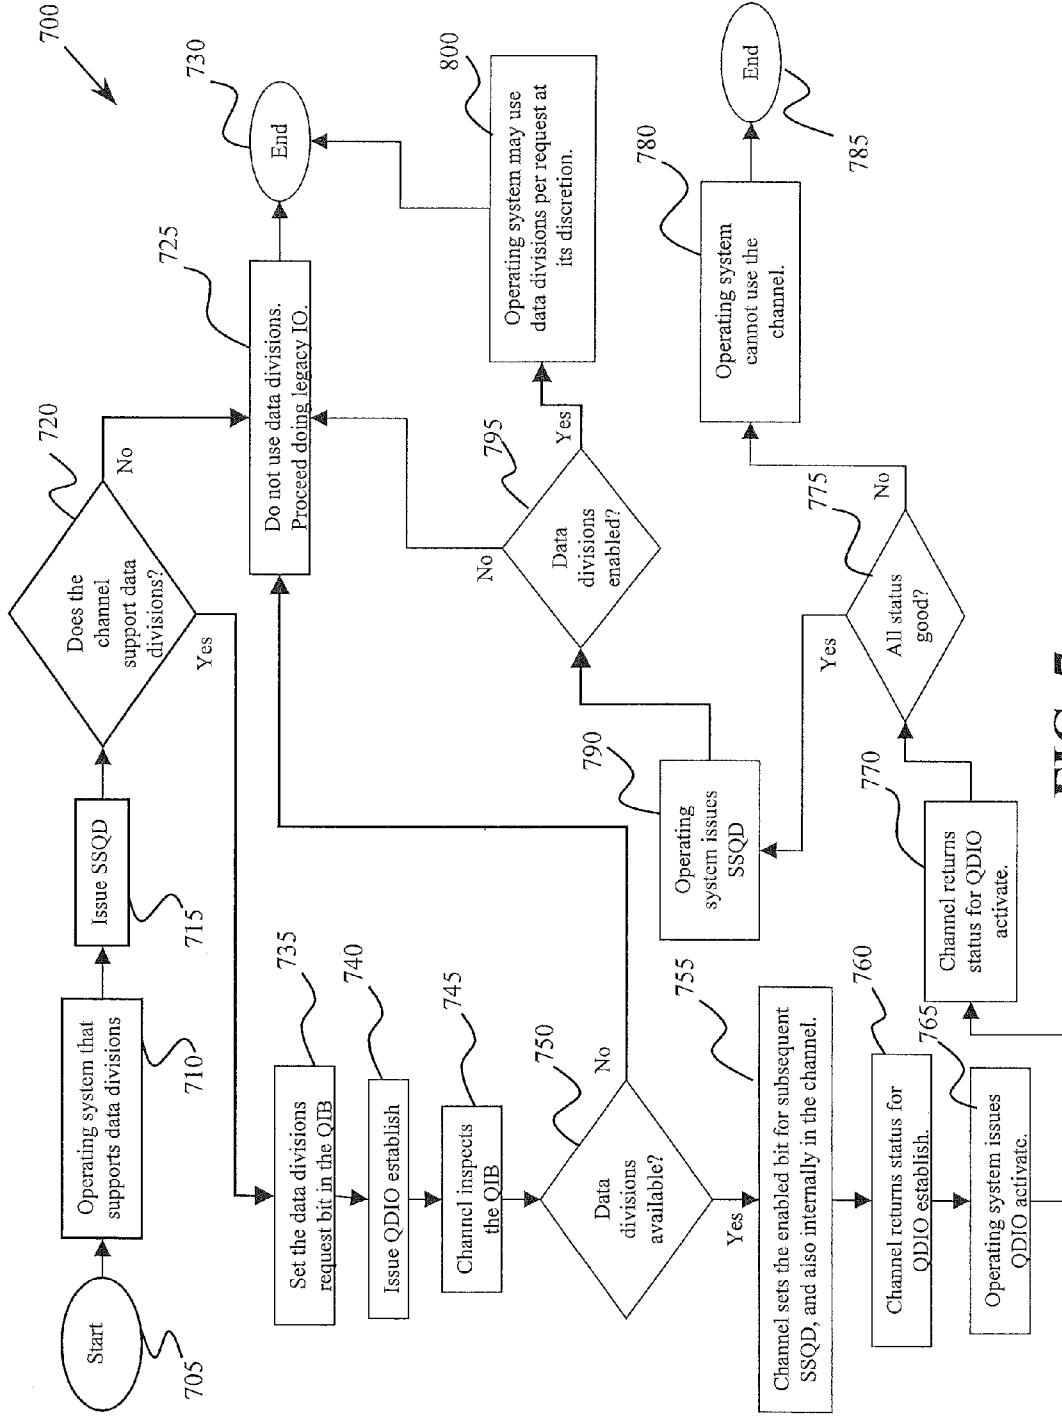 700
Start
705
Operating system that
supports data divisions
710
Issue SSQD
715
Does the
channel
support data
divisions?
720
No
Yes
Do not use data divisions.
Proceed doing legacy IO.
725
End
730
Set the data divisions
request bit in the QIB
735
Issue QDIO establish
740
Channel inspects
the QIB
745
Data
divisions
available?
750
No
Yes
Channel sets the enabled bit for subsequent
SSQD, and also internally in the channel.
755
Channel returns status for
QDIO establish.
760
Operating system issues
QDIO activate.
765
Channel returns
status for QDIO
activate.
770
All status
good?
775
No
Yes
Operating system
cannot use the
channel.
780
End
785
Operating
system issues
SSQD
790
Data
divisions
enabled?
795
No
Yes
Operating system may use
data divisions per request at
its discretion.
800